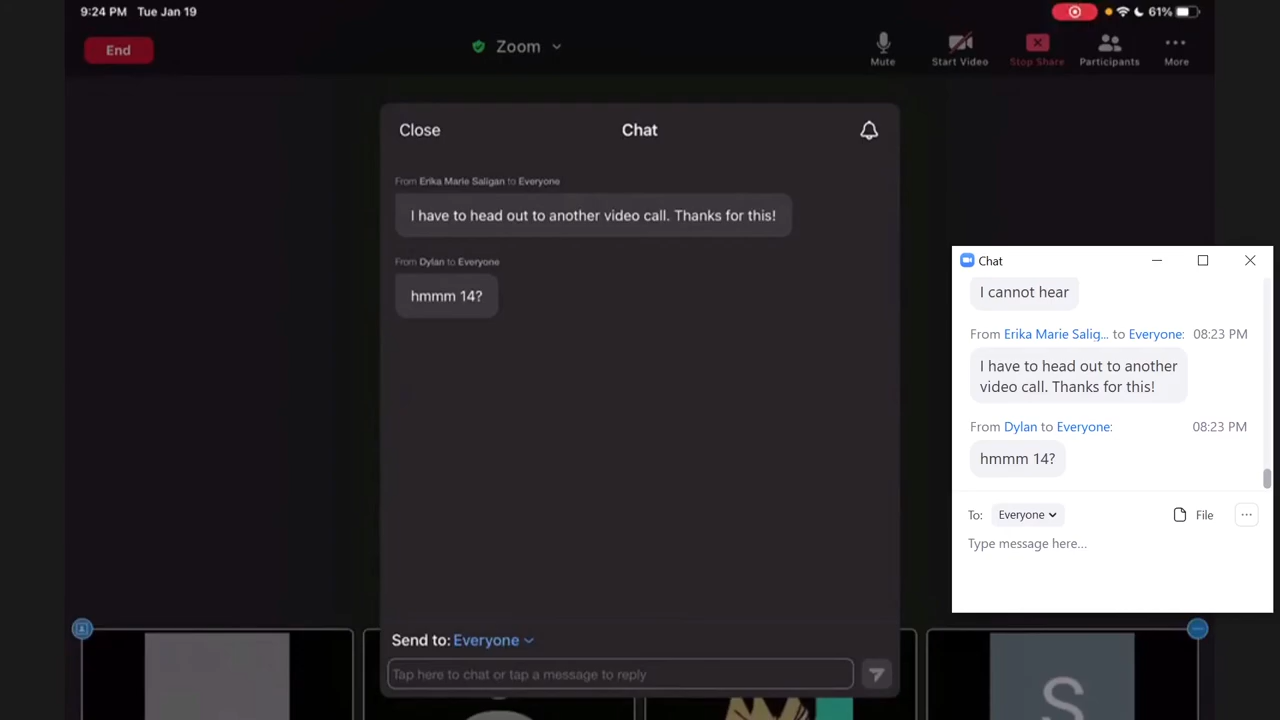 9:24 PM Tue Jan 19
61%
End
Zoom
Mute
Start Video
Stop Share
Participants
More
Close
Chat
From Erika Marie Saligan to Everyone
I have to head out to another video call. Thanks for this!
From Dylan to Everyone
hmmm 14?
Send to: Everyone
Tap here to chat or tap a message to reply
S
Chat
I cannot hear
From Erika Marie Salig... to Everyone: 08:23 PM
I have to head out to another
video call. Thanks for this!
From Dylan to Everyone: 08:23 PM
hmmm 14?
To: Everyone
File
Type message here...